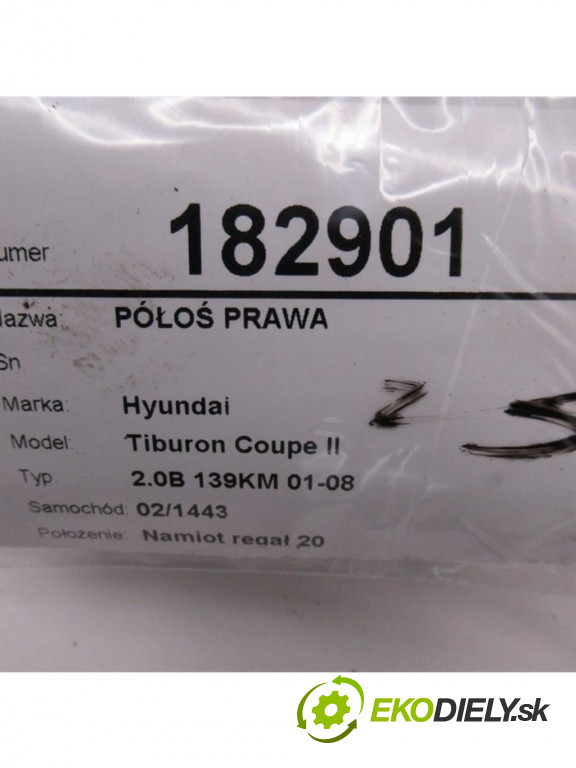 umer 182901
Nazwa: PÓŁOŚ PRAWA
Sn
Marka: Hyundai
Model: Tiburon Coupe II
Typ: 2.0B 139KM 01-08
Samochód: 02/1443
Położenie: Namiot regał 20
EKODIELY.sk